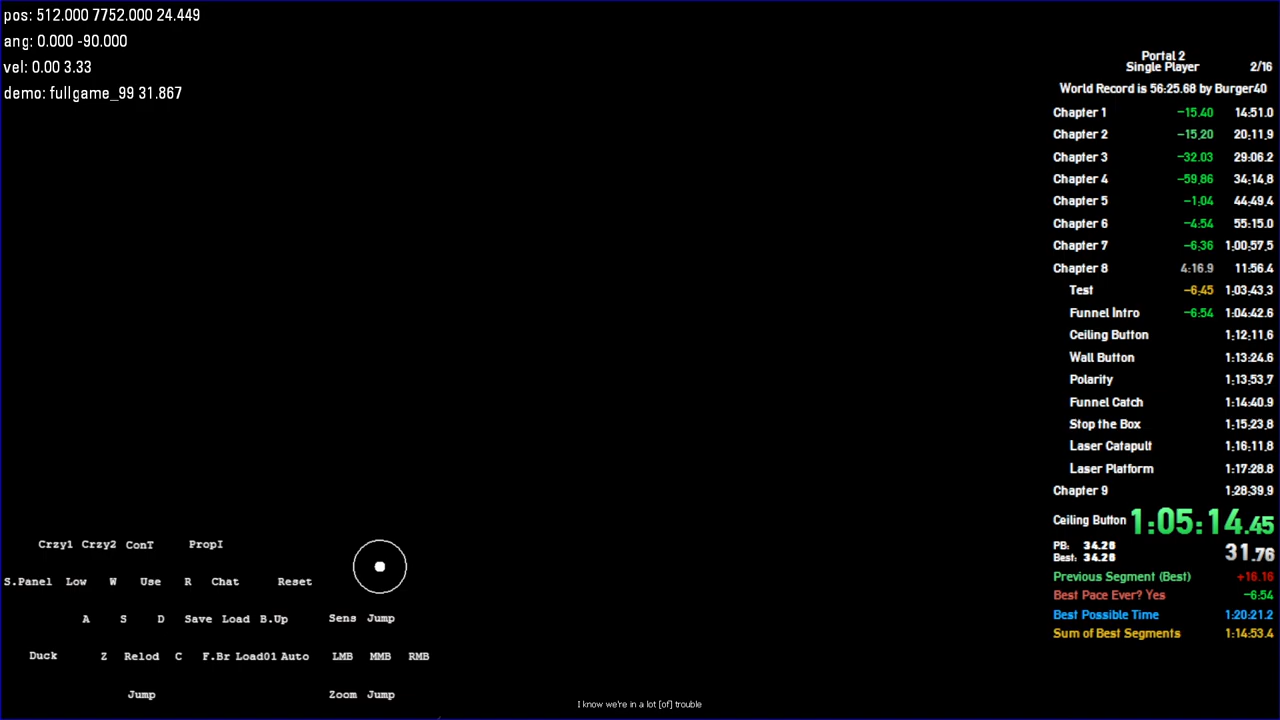 pos: 512.000 7752.000 24.449
ang: 0.000 -90.000
vel: 0.00 3.33
demo: fullgame_99 31.867
Portal 2
Single Player 2/16
World Record is 56:25.68 by Burger40
Chapter 1 -15.40 14:51.0
Chapter 2 -15.20 20:11.9
Chapter 3 -32.03 29:06.2
Chapter 4 -59.86 34:14.8
Chapter 5 -1.04 44:49.4
Chapter 6 -4.54 55:15.0
Chapter 7 -6.36 1:00:57.5
Chapter 8 4:16.9 11:56.4
Test -6.45 1:03:43.3
Funnel Intro -6.54 1:04:42.6
Ceiling Button 1:12:11.6
Wall Button 1:13:24.6
Polarity 1:13:53.7
Funnel Catch 1:14:40.9
Stop the Box 1:15:23.8
Laser Catapult 1:16:11.8
Laser Platform 1:17:28.8
Chapter 9 1:28:39.9
Ceiling Button 1:05:14.45
PB: 34.28
Best: 34.28 31.76
Previous Segment (Best) +16.16
Best Pace Ever? Yes -6.54
Best Possible Time 1:20:21.2
Sum of Best Segments 1:14:53.4
Crzy1 Crzy2 ConT PropI
S.Panel Low W Use R Chat Reset
A S D Save Load B.Up Sens Jump
Duck Z Relod C F.Br Load01 Auto LMB MMB RMB
Jump Zoom Jump
I know we're in a lot [of] trouble